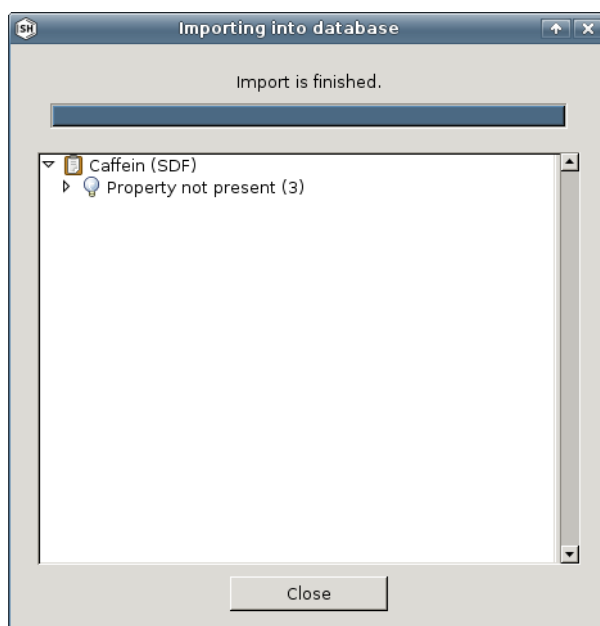 SH
Importing into database
Import is finished.
Caffein (SDF)
Property not present (3)
Close